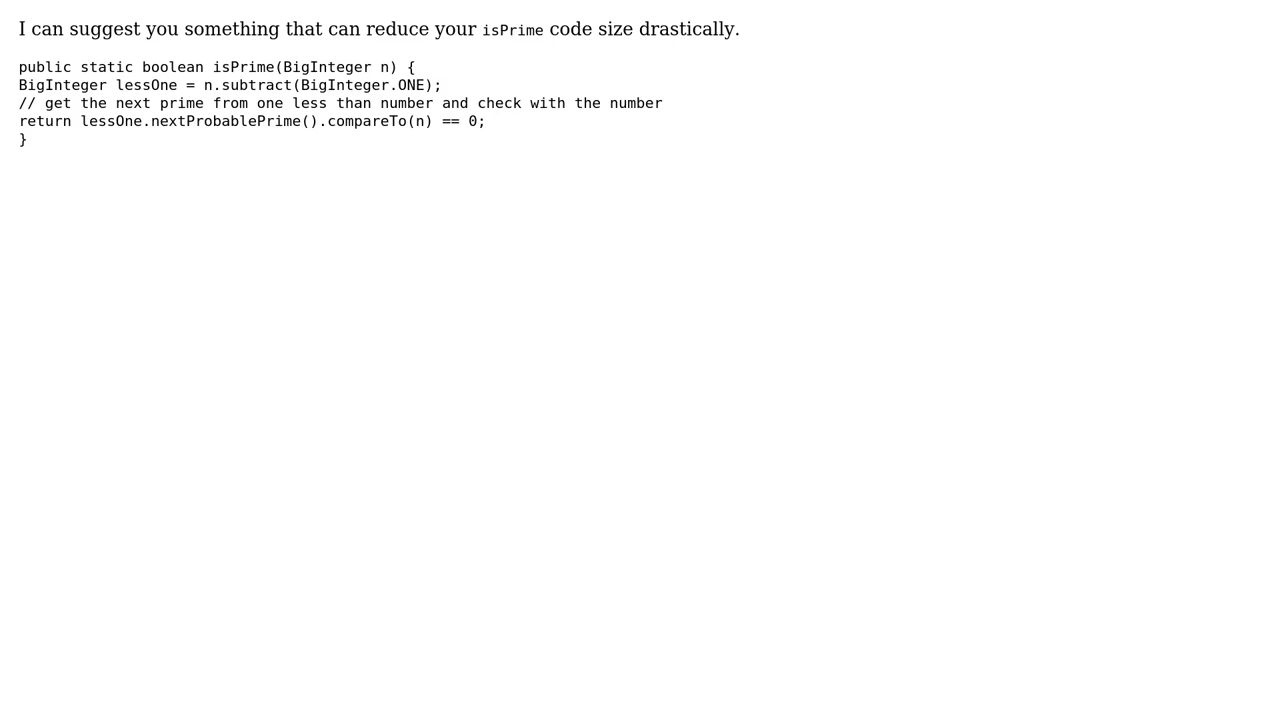 I can suggest you something that can reduce your isPrime code size drastically.
public static boolean isPrime(BigInteger n) {
BigInteger lessOne = n.subtract(BigInteger.ONE);
// get the next prime from one less than number and check with the number
return lessOne.nextProbablePrime().compareTo(n) == 0;
}